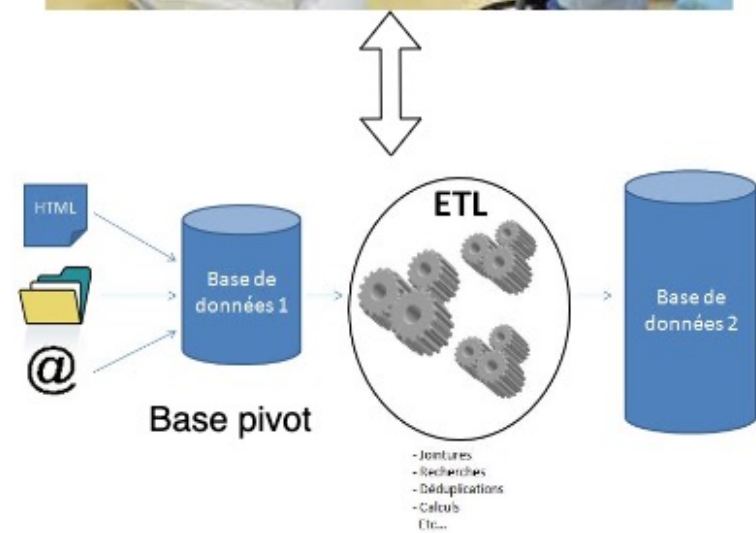 ETL
HTML
Base de
données 1
Base de
données 2
@
Base pivot
- Jointures
- Recherches
- Déduplications
- Calculs
Etc...